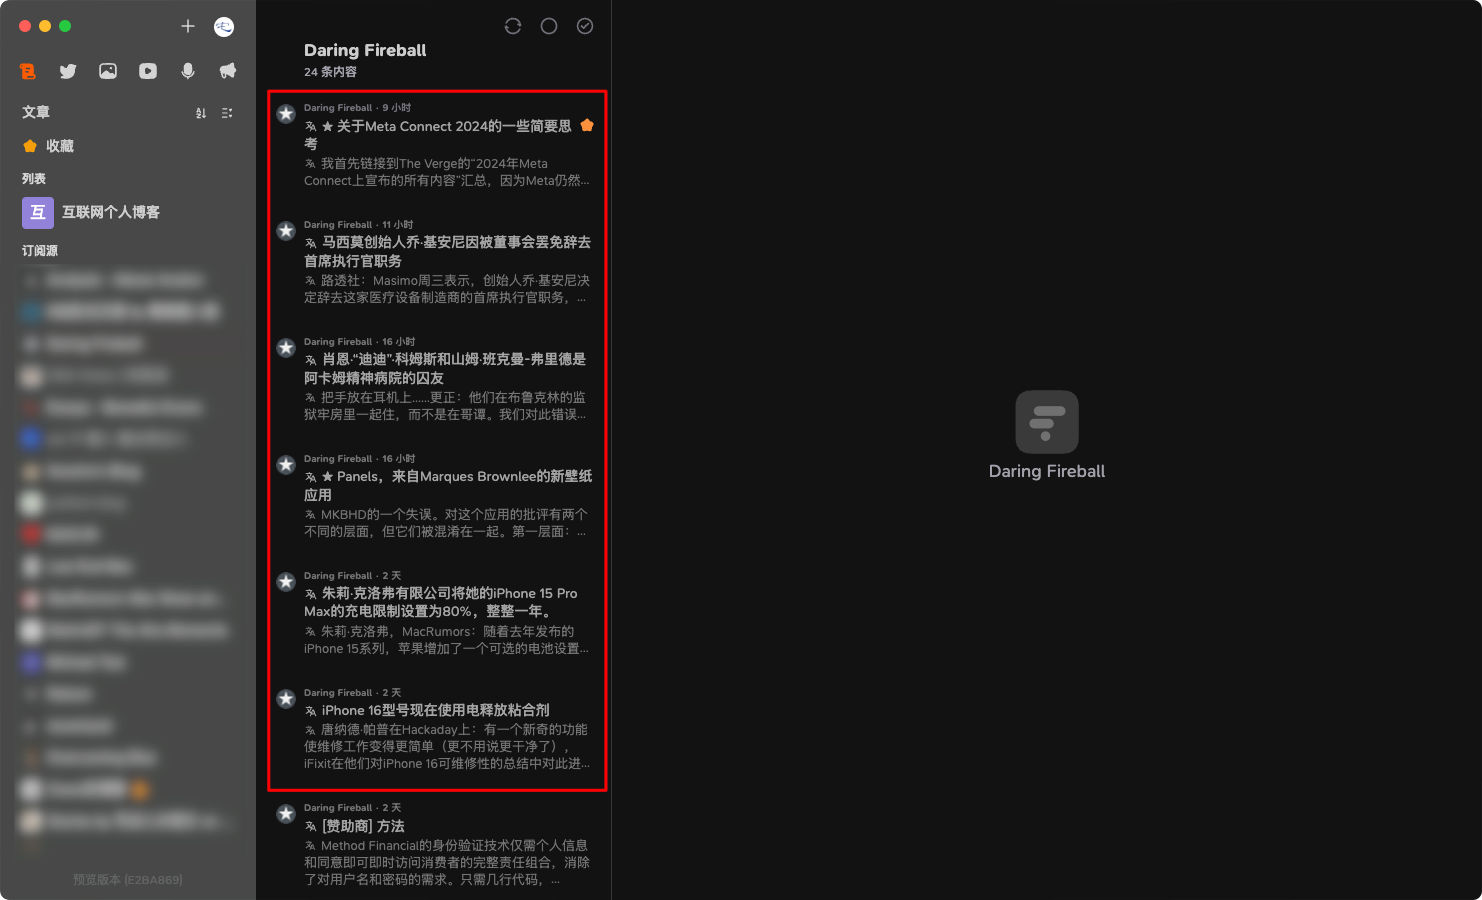 文章
收藏
列表
互
互联网个人博客
订阅源
预览版本 (E2BA869)
Daring Fireball
24 条内容
Daring Fireball · 9 小时
★ 关于Meta Connect 2024的一些简要思
考
我首先链接到The Verge的“2024年Meta
Connect上宣布的所有内容”汇总，因为Meta仍然...
Daring Fireball · 11 小时
马西莫创始人乔·基安尼因被董事会罢免辞去
首席执行官职务
路透社：Masimo周三表示，创始人乔·基安尼决
定辞去这家医疗设备制造商的首席执行官职务，...
Daring Fireball · 16 小时
肖恩·“迪迪”·科姆斯和山姆·班克曼-弗里德是
阿卡姆精神病院的囚友
把手放在耳机上……更正：他们在布鲁克林的监
狱牢房里一起住，而不是在哥谭。我们对此错误...
Daring Fireball · 16 小时
★ Panels，来自Marques Brownlee的新壁纸
应用
MKBHD的一个失误。对这个应用的批评有两个
不同的层面，但它们被混淆在一起。第一层面：...
Daring Fireball · 2 天
朱莉·克洛弗有限公司将她的iPhone 15 Pro
Max的充电限制设置为80%，整整一年。
朱莉·克洛弗，MacRumors：随着去年发布的
iPhone 15系列，苹果增加了一个可选的电池设置...
Daring Fireball · 2 天
iPhone 16型号现在使用电释放粘合剂
唐纳德·帕普在Hackaday上：有一个新奇的功能
使维修工作变得更简单（更不用说更干净了），
iFixit在他们对iPhone 16可维修性的总结中对此进...
Daring Fireball · 2 天
[赞助商] 方法
Method Financial的身份验证技术仅需个人信息
和同意即可即时访问消费者的完整责任组合，消除
了对用户名和密码的需求。只需几行代码，...
Daring Fireball